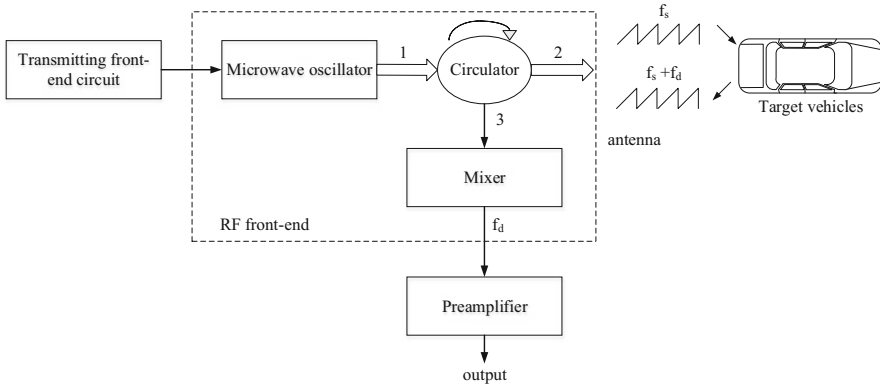 Transmitting front-
end circuit
Microwave oscillator
1
Circulator
2
3
Mixer
RF front-end
f_d
Preamplifier
output
antenna
f_s
f_s +f_d
Target vehicles